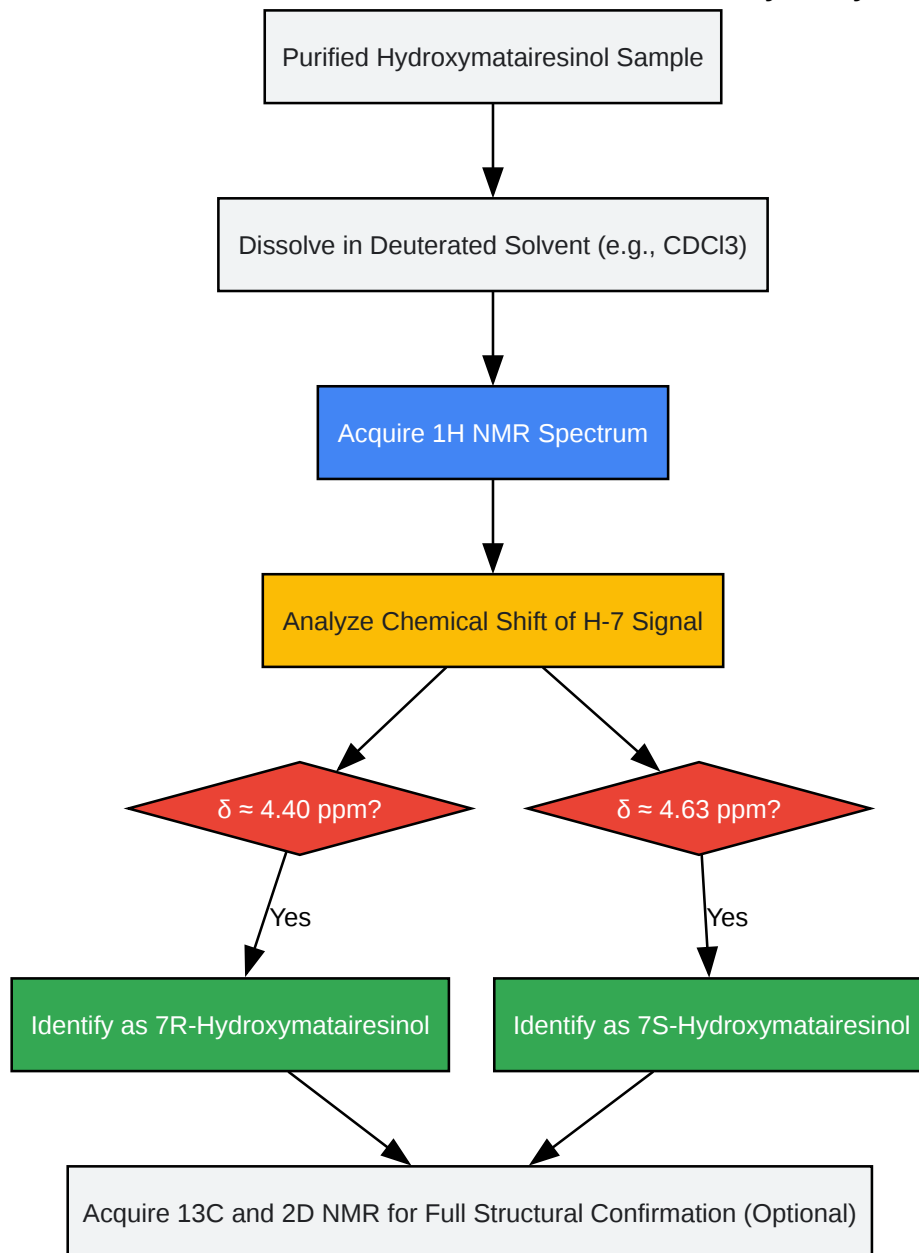 Purified Hydroxymatairesinol Sample
Dissolve in Deuterated Solvent (e.g., CDCl3)
Acquire 1H NMR Spectrum
Analyze Chemical Shift of H-7 Signal
δ ≈ 4.40 ppm?
δ ≈ 4.63 ppm?
Yes
Yes
Identify as 7R-Hydroxymatairesinol
Identify as 7S-Hydroxymatairesinol
Acquire 13C and 2D NMR for Full Structural Confirmation (Optional)